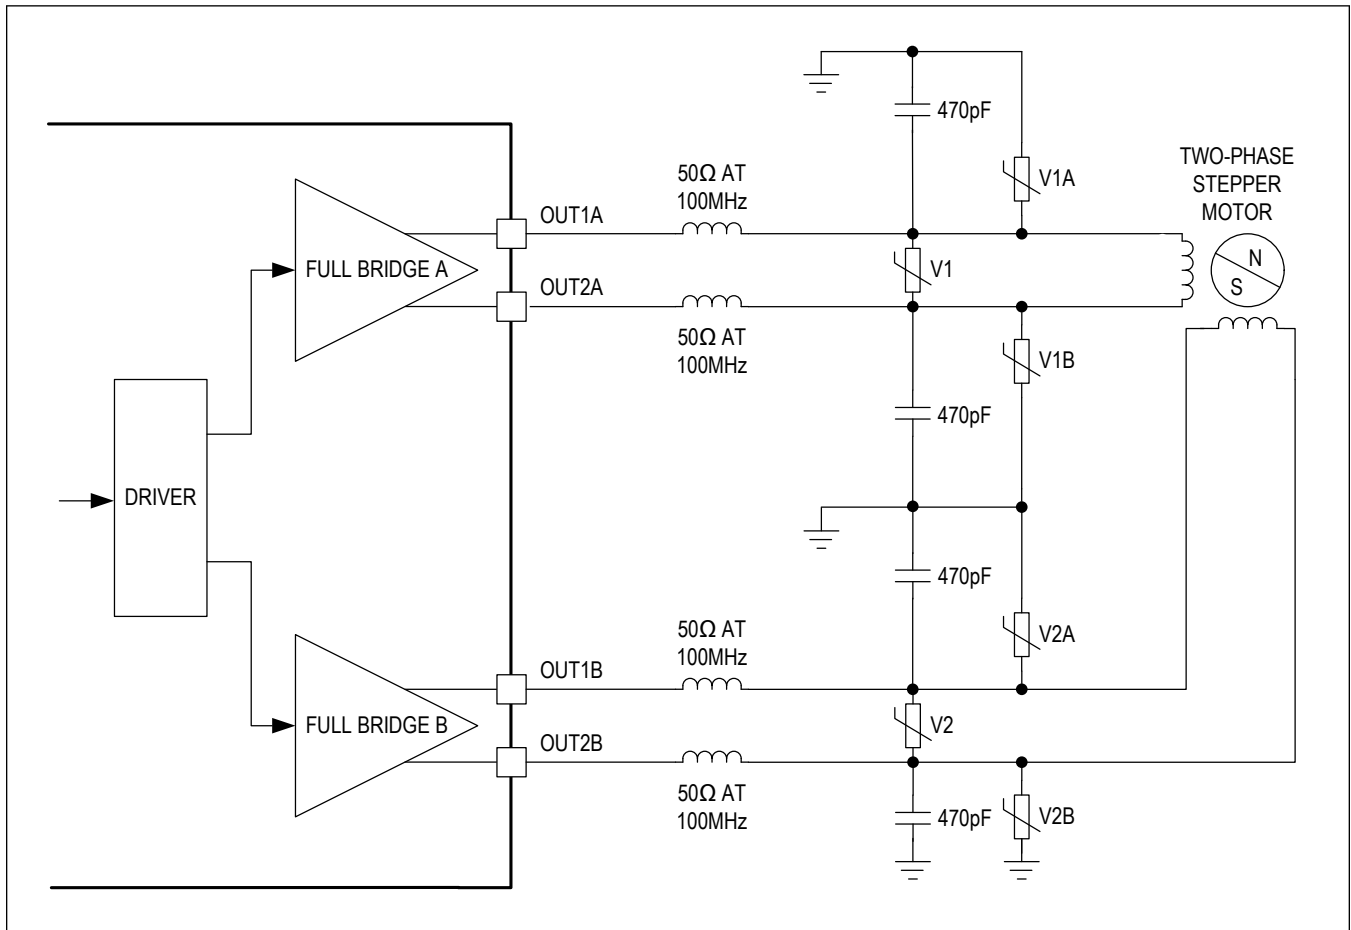 470pF
V1A
TWO-PHASE
STEPPER
MOTOR
50Ω AT
100MHz
OUT1A
FULL BRIDGE A
V1
N
S
OUT2A
50Ω AT
100MHz
V1B
470pF
DRIVER
470pF
50Ω AT
100MHz
V2A
OUT1B
FULL BRIDGE B
V2
OUT2B
50Ω AT
100MHz
470pF
V2B